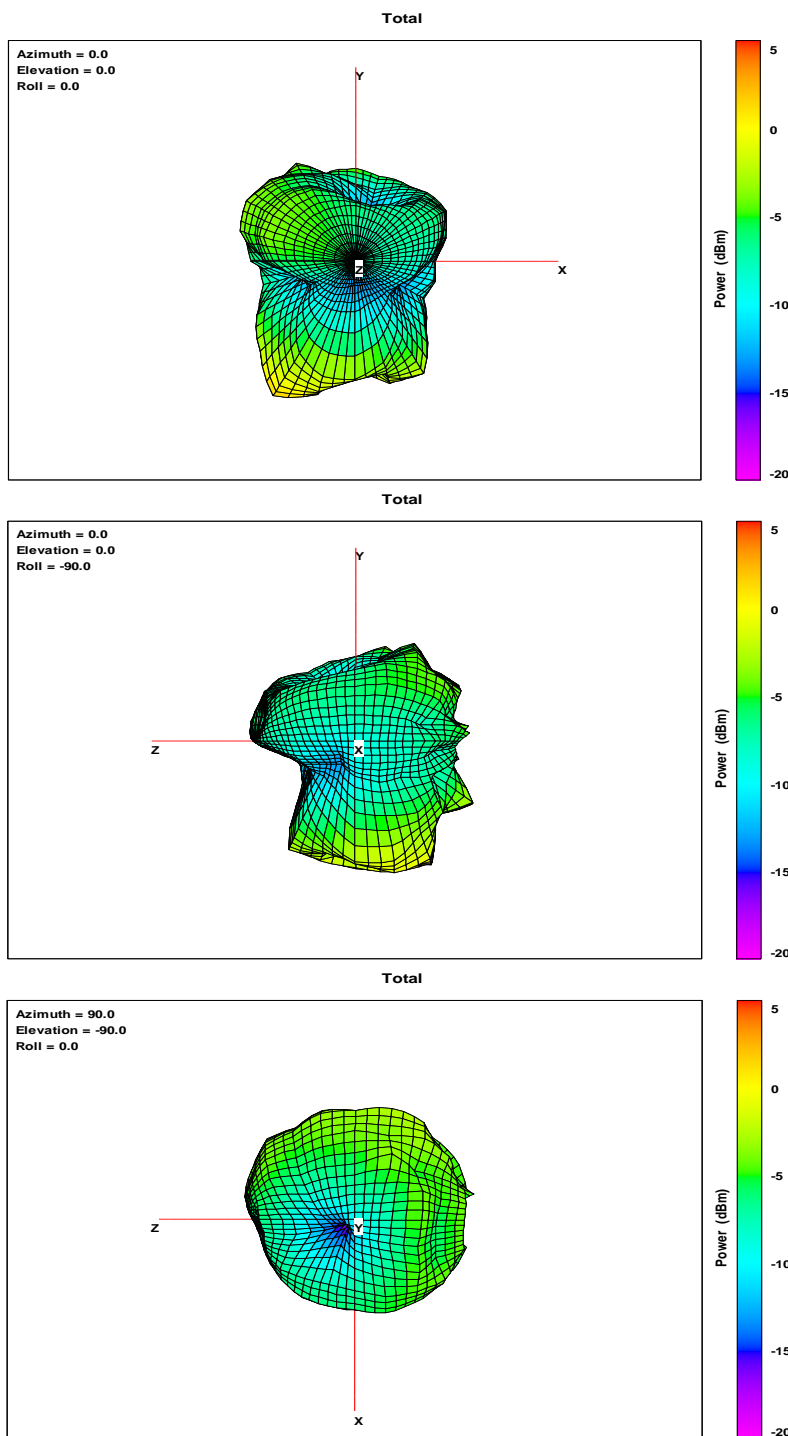 Total
Azimuth = 0.0
Elevation = 0.0
Roll = 0.0
Y
Z
X
5
0
-5
-10
-15
-20
Power (dBm)
Total
Azimuth = 0.0
Elevation = 0.0
Roll = -90.0
Y
Z
X
5
0
-5
-10
-15
-20
Power (dBm)
Total
Azimuth = 90.0
Elevation = -90.0
Roll = 0.0
Z
Y
X
5
0
-5
-10
-15
-20
Power (dBm)